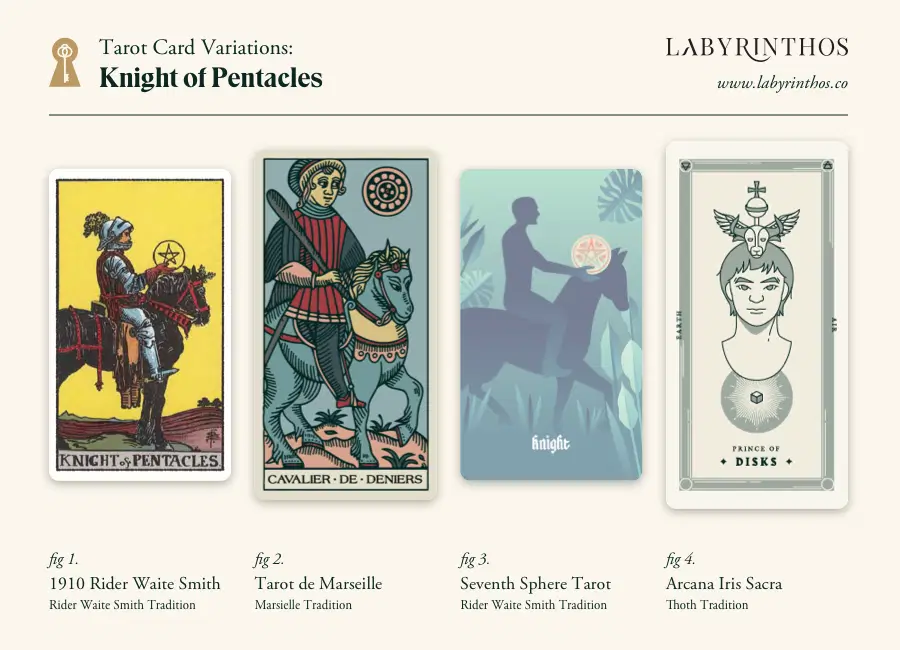 Tarot Card Variations:
Knight of Pentacles
LABYRINTHOS
www.labyrinthos.co
KNIGHT of PENTACLES.
CAVALIER · DE · DENIERS
knight
EARTH
AIR
PRINCE OF
DISKS
fig 1.
1910 Rider Waite Smith
Rider Waite Smith Tradition
fig 2.
Tarot de Marseille
Marsielle Tradition
fig 3.
Seventh Sphere Tarot
Rider Waite Smith Tradition
fig 4.
Arcana Iris Sacra
Thoth Tradition